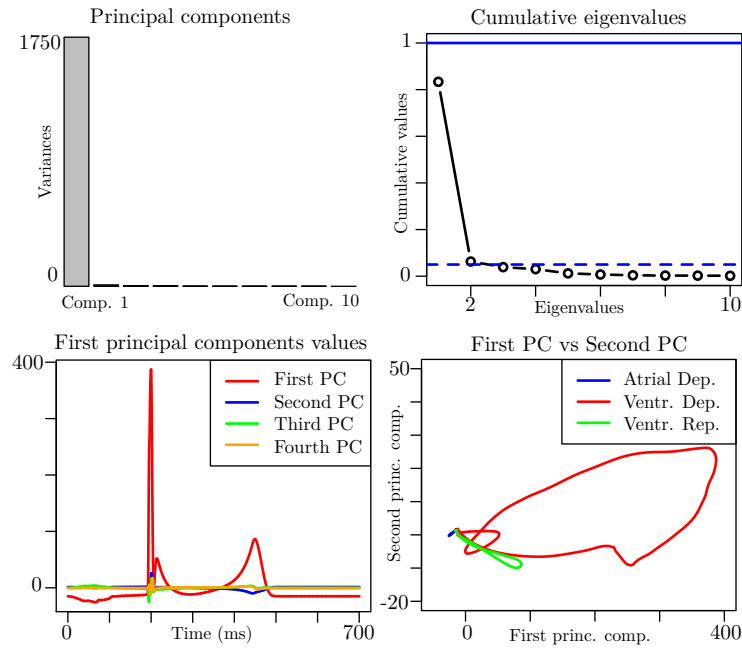 Principal components
1750
Variances
0
Comp. 1
Comp. 10
Cumulative eigenvalues
1
Cumulative values
0
2
Eigenvalues
10
First principal components values
400
First PC
Second PC
Third PC
Fourth PC
0
0
Time (ms)
700
First PC vs Second PC
50
Atrial Dep.
Ventr. Dep.
Ventr. Rep.
Second princ. comp.
-20
0
First princ. comp.
400